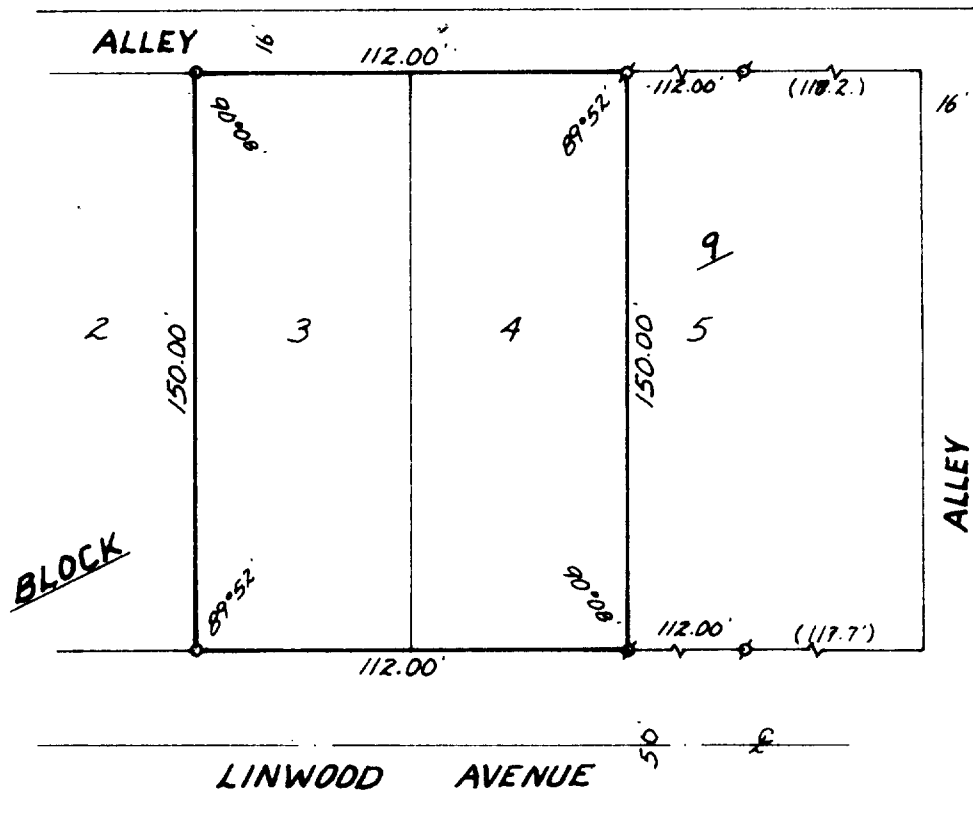 ALLEY 16' 112.00' 112.00' 16'
90°08' 89°52'
9
2 150.00' 3 4 150.00' 5
ALLEY
BLOCK
89°52' 90°08'
112.00' 112.00' (117.7')
50' ℄
LINWOOD AVENUE